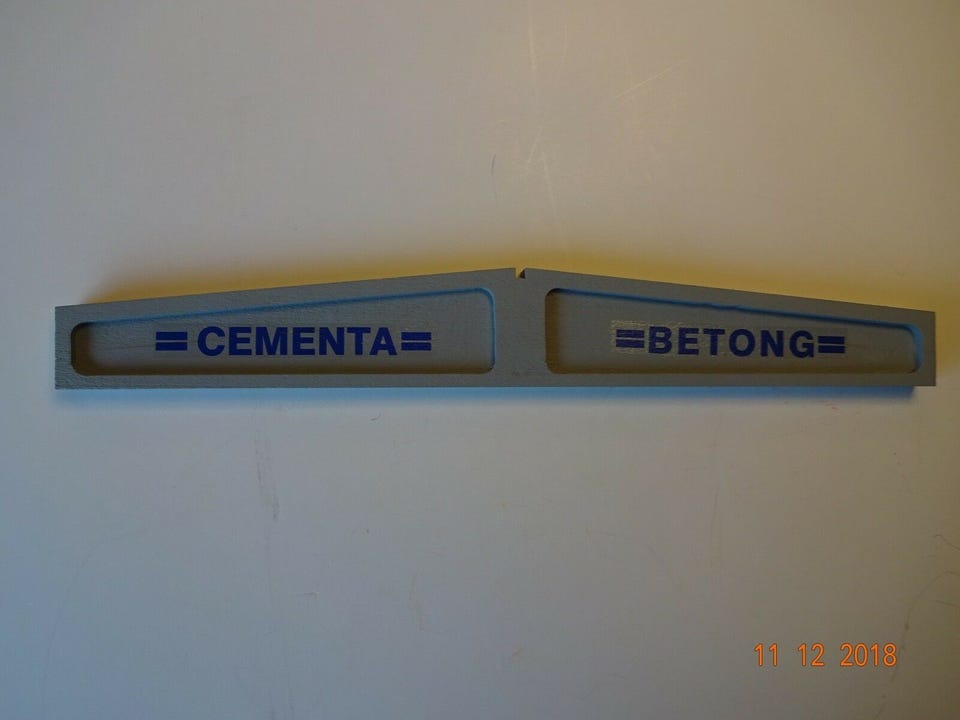 =CEMENTA=
=BETONG=
11 12 2018